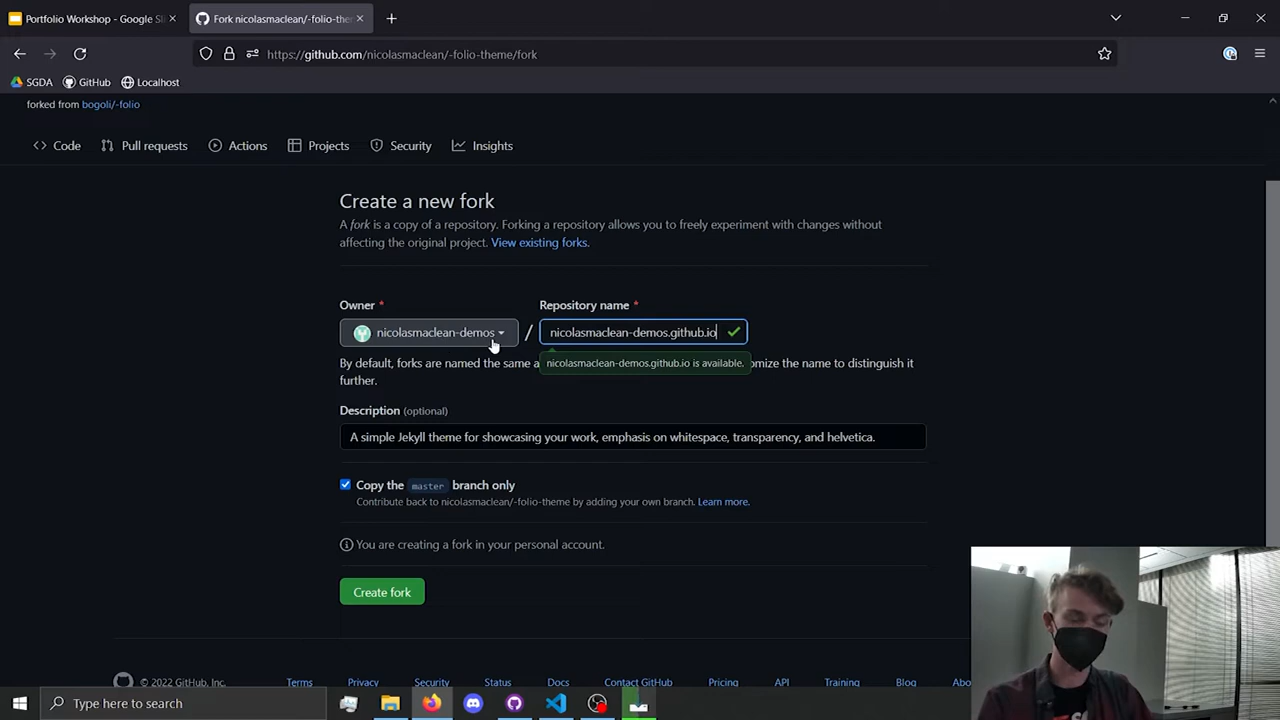 Portfolio Workshop - Google Sli
Fork nicolasmaclean/-folio-them
https://github.com/nicolasmaclean/-folio-theme/fork
SGDA
GitHub
Localhost
forked from bogoli/-folio
Code
Pull requests
Actions
Projects
Security
Insights
Create a new fork
A fork is a copy of a repository. Forking a repository allows you to freely experiment with changes without
affecting the original project. View existing forks.
Owner *
Repository name *
nicolasmaclean-demos
/
nicolasmaclean-demos.github.io
nicolasmaclean-demos.github.io is available.
By default, forks are named the same a
omize the name to distinguish it
further.
Description (optional)
A simple Jekyll theme for showcasing your work, emphasis on whitespace, transparency, and helvetica.
Copy the master branch only
Contribute back to nicolasmaclean/-folio-theme by adding your own branch. Learn more.
You are creating a fork in your personal account.
Create fork
© 2022 GitHub, Inc.
Terms
Privacy
Security
Status
Docs
Contact GitHub
Pricing
API
Training
Blog
Abo
Type here to search